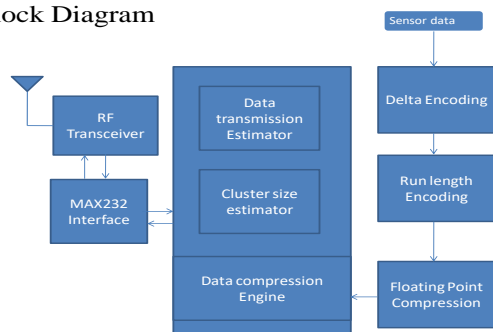 lock Diagram
Sensor data
Delta Encoding
Run length
Encoding
Floating Point
Compression
Data
transmission
Estimator
Cluster size
estimator
Data compression
Engine
RF
Transceiver
MAX232
Interface